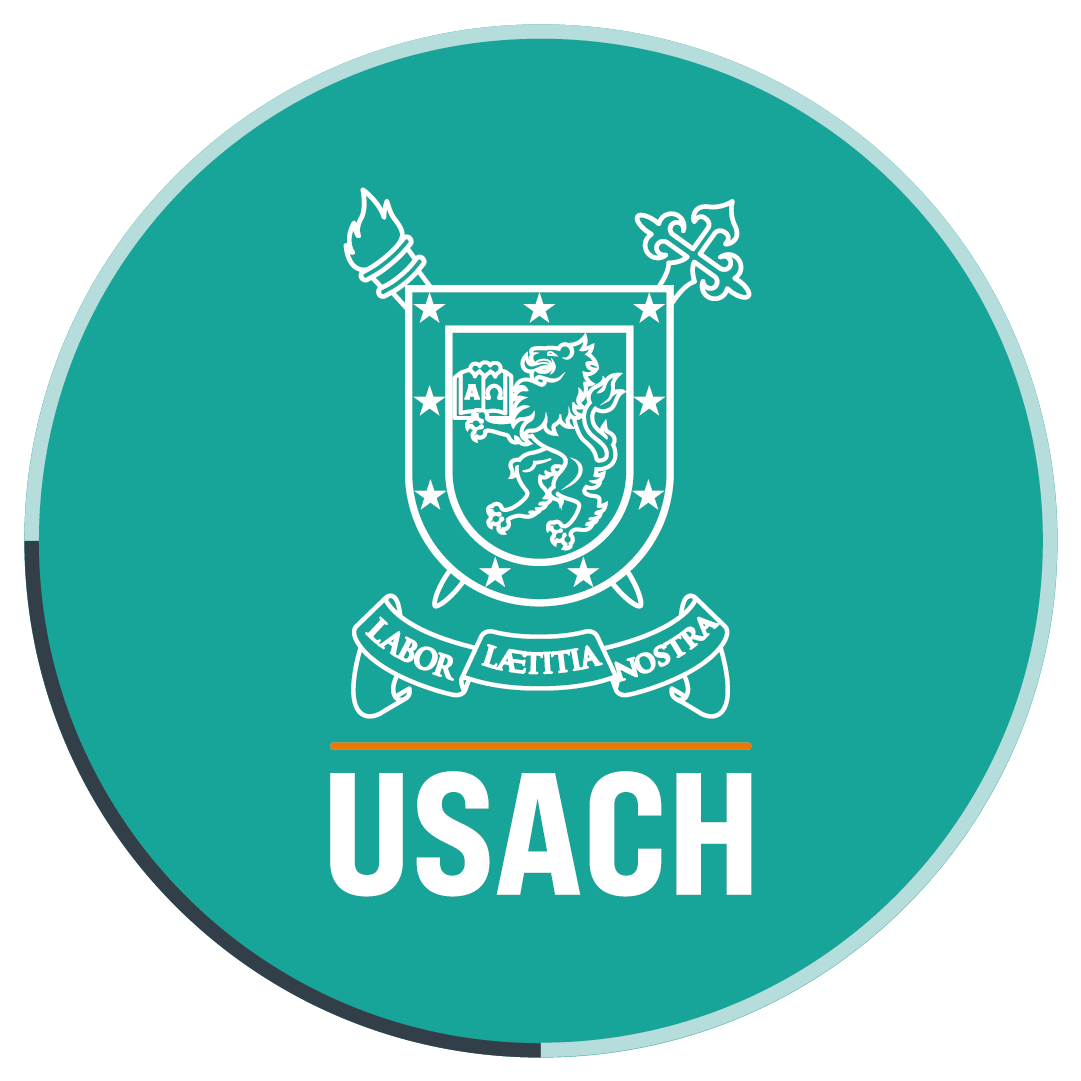 Α Ω
LABOR LÆTITIA NOSTRA
USACH